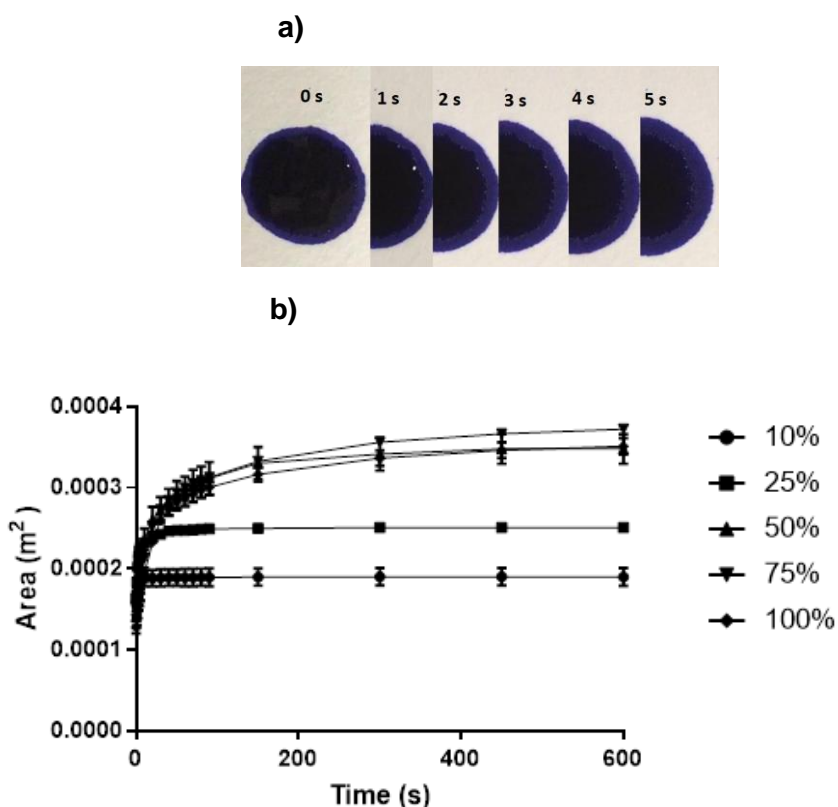 a)
0 s 1 s 2 s 3 s 4 s 5 s
b)
0.0004
0.0003
0.0002
0.0001
0.0000
Area (m²)
0 200 400 600
Time (s)
10%
25%
50%
75%
100%